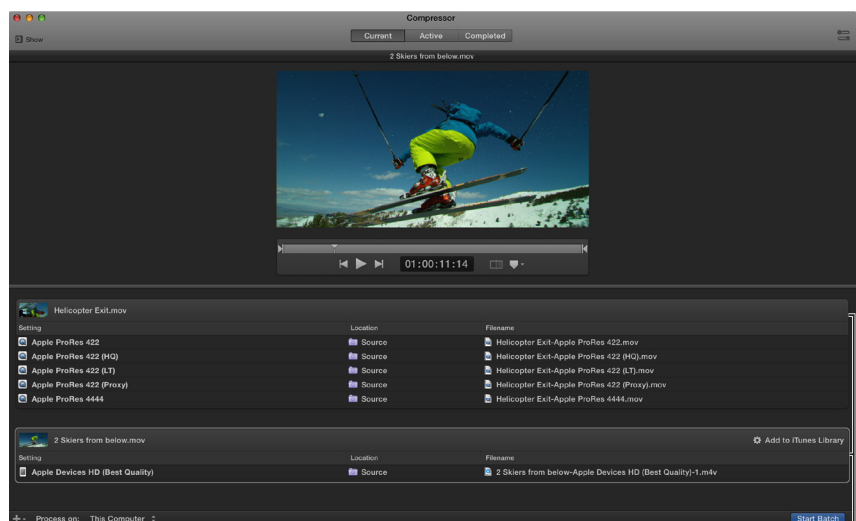 Compressor
Show
Current Active Completed
2 Skiers from below.mov
01:00:11:14
Helicopter Exit.mov
Setting Location Filename
Apple ProRes 422 Source Helicopter Exit-Apple ProRes 422.mov
Apple ProRes 422 (HQ) Source Helicopter Exit-Apple ProRes 422 (HQ).mov
Apple ProRes 422 (LT) Source Helicopter Exit-Apple ProRes 422 (LT).mov
Apple ProRes 422 (Proxy) Source Helicopter Exit-Apple ProRes 422 (Proxy).mov
Apple ProRes 4444 Source Helicopter Exit-Apple ProRes 4444.mov
2 Skiers from below.mov Add to iTunes Library
Setting Location Filename
Apple Devices HD (Best Quality) Source 2 Skiers from below-Apple Devices HD (Best Quality)-1.m4v
Process on: This Computer Start Batch